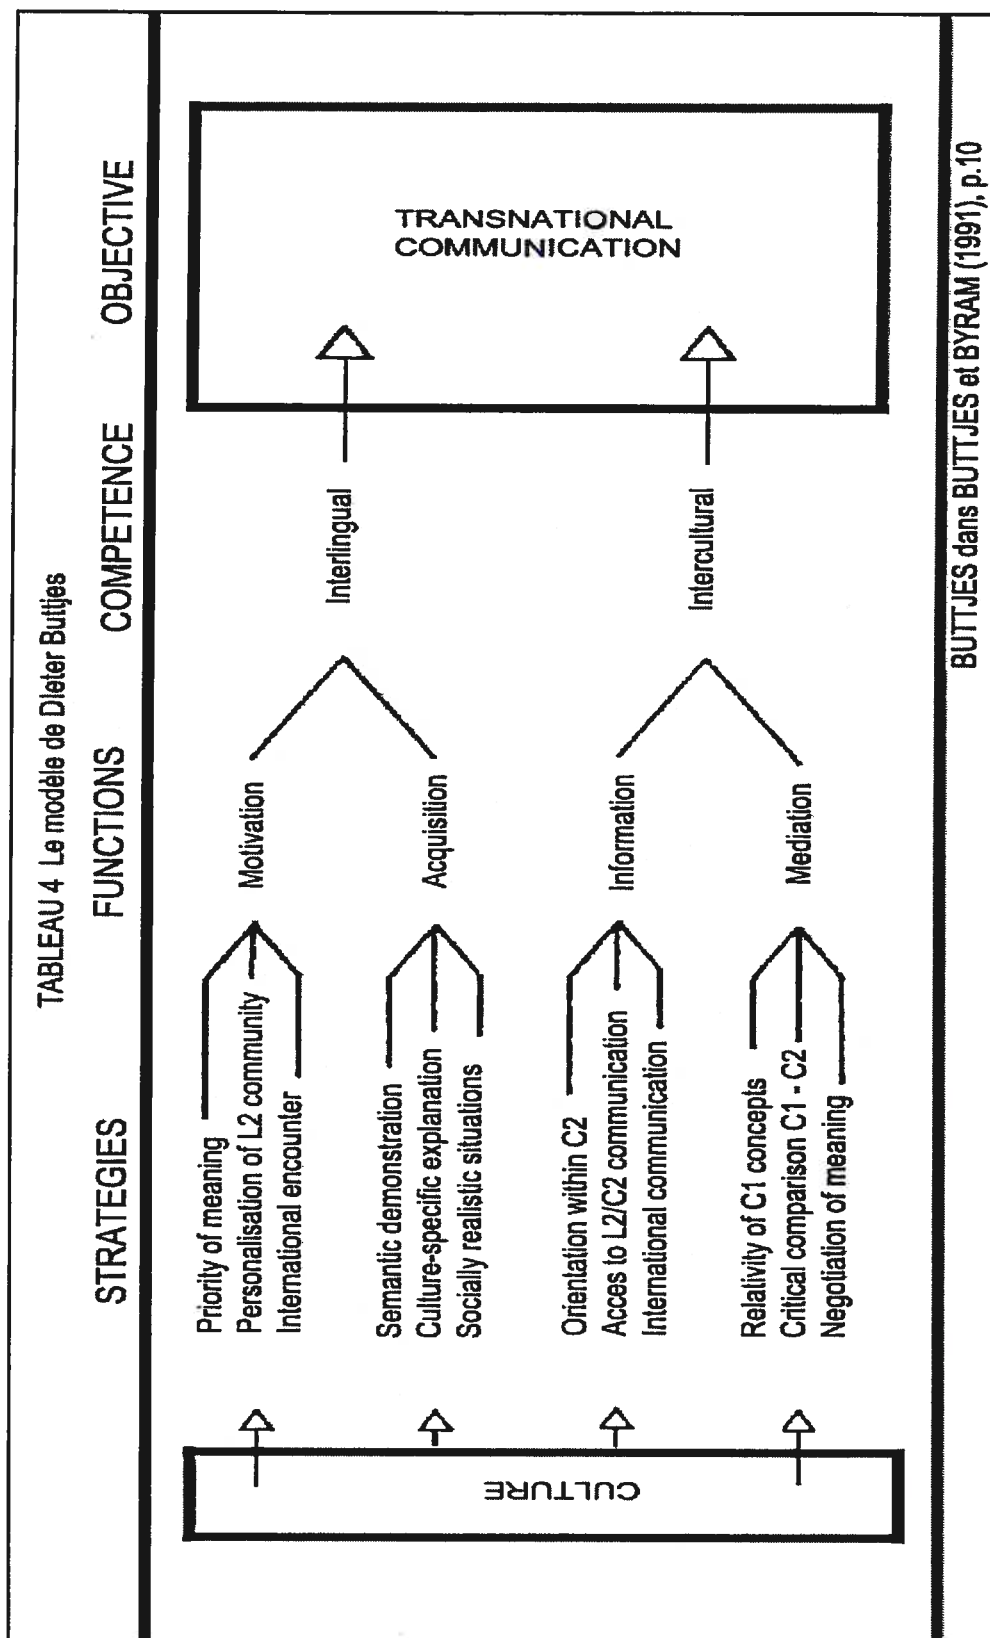 TABLEAU 4 Le modèle de Dieter Buttjes
STRATEGIES FUNCTIONS COMPETENCE OBJECTIVE
CULTURE
Priority of meaning
Personalisation of L2 community
International encounter
Motivation
Semantic demonstration
Culture-specific explanation
Socially realistic situations
Acquisition
Interlingual
Orientation within C2
Acces to L2/C2 communication
International communication
Information
Relativity of C1 concepts
Critical comparison C1 - C2
Negotiation of meaning
Mediation
Intercultural
TRANSNATIONAL
COMMUNICATION
BUTTJES dans BUTTJES et BYRAM (1991), p.10